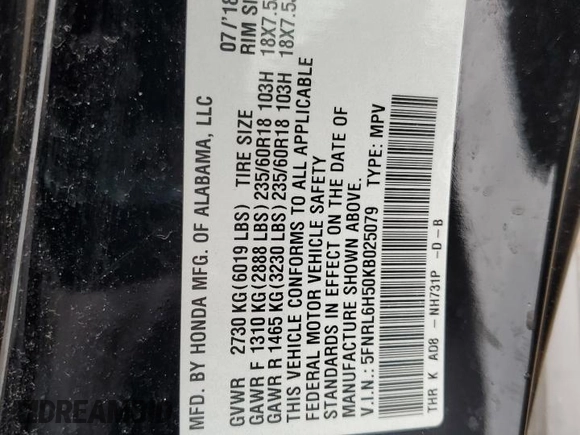 MFD. BY HONDA MFG. OF ALABAMA, LLC 07/'18
GVWR 2730 KG(6019 LBS) TIRE SIZE RIM SI
GAWR F 1310 KG(2888 LBS) 235/60R18 103H 18X7.5
GAWR R 1465 KG(3230 LBS) 235/60R18 103H 18X7.5
THIS VEHICLE CONFORMS TO ALL APPLICABLE
FEDERAL MOTOR VEHICLE SAFETY
STANDARDS IN EFFECT ON THE DATE OF
MANUFACTURE SHOWN ABOVE.
V.I.N.: 5FNRL6H50KB025079 TYPE: MPV
THR K A08 - NH731P -D-B